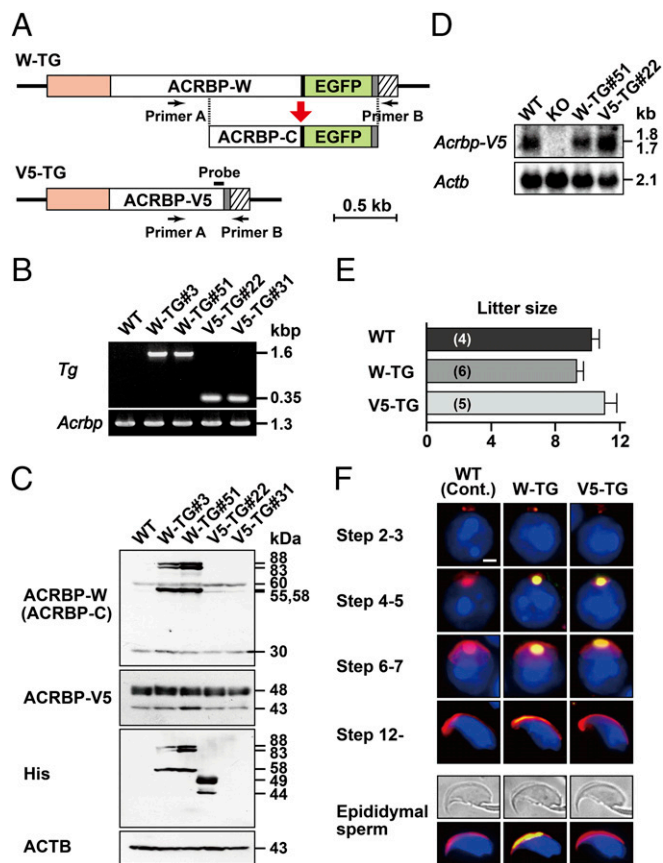 A
W-TG
ACRBP-W EGFP
Primer A Primer B
ACRBP-C EGFP
V5-TG
Probe
ACRBP-V5
Primer A Primer B
0.5 kb
B
WT W-TG#3 W-TG#51 V5-TG#22 V5-TG#31
kbp
Tg
1.6
0.35
Acrbp
1.3
C
WT W-TG#3 W-TG#51 V5-TG#22 V5-TG#31
kDa
ACRBP-W
(ACRBP-C)
88
83
60
55,58
30
ACRBP-V5
48
43
His
88
83
58
49
44
ACTB
43
D
WT KO W-TG#51 V5-TG#22
kb
Acrbp-V5
1.8
1.7
Actb
2.1
E
Litter size
WT (4)
W-TG (6)
V5-TG (5)
0 4 8 12
F
WT
(Cont.) W-TG V5-TG
Step 2-3
Step 4-5
Step 6-7
Step 12-
Epididymal
sperm